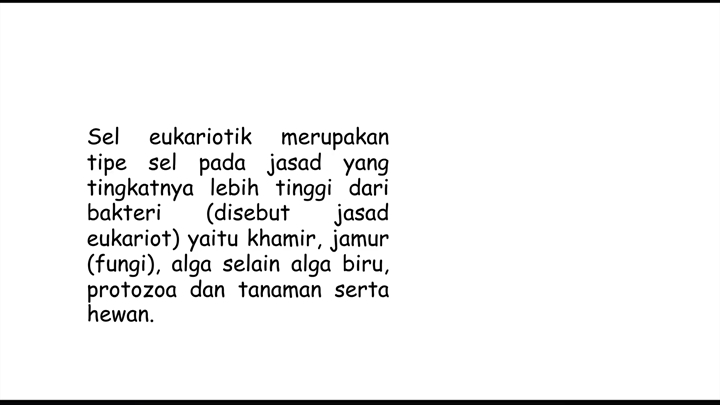 Sel eukariotik merupakan
tipe sel pada jasad yang
tingkatnya lebih tinggi dari
bakteri (disebut jasad
eukariot) yaitu khamir, jamur
(fungi), alga selain alga biru,
protozoa dan tanaman serta
hewan.